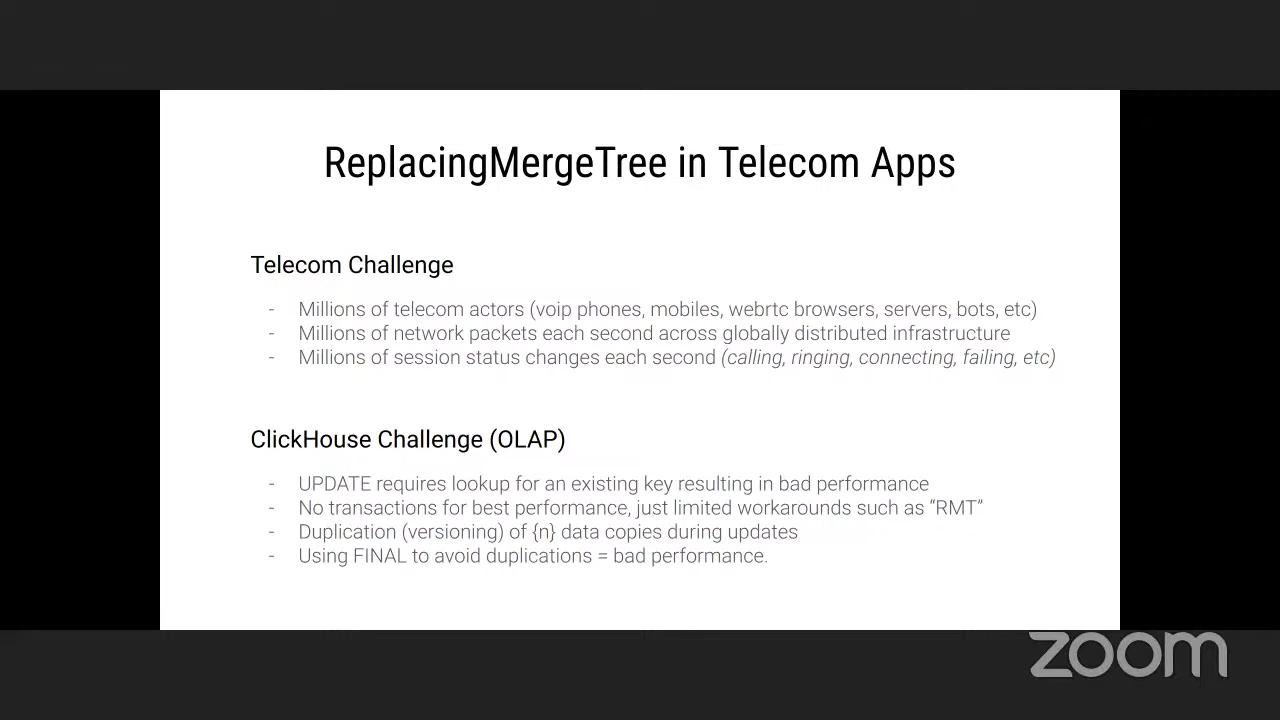 ReplacingMergeTree in Telecom Apps
Telecom Challenge
- Millions of telecom actors (voip phones, mobiles, webrtc browsers, servers, bots, etc)
- Millions of network packets each second across globally distributed infrastructure
- Millions of session status changes each second (calling, ringing, connecting, failing, etc)
ClickHouse Challenge (OLAP)
- UPDATE requires lookup for an existing key resulting in bad performance
- No transactions for best performance, just limited workarounds such as “RMT”
- Duplication (versioning) of {n} data copies during updates
- Using FINAL to avoid duplications = bad performance.
zoom